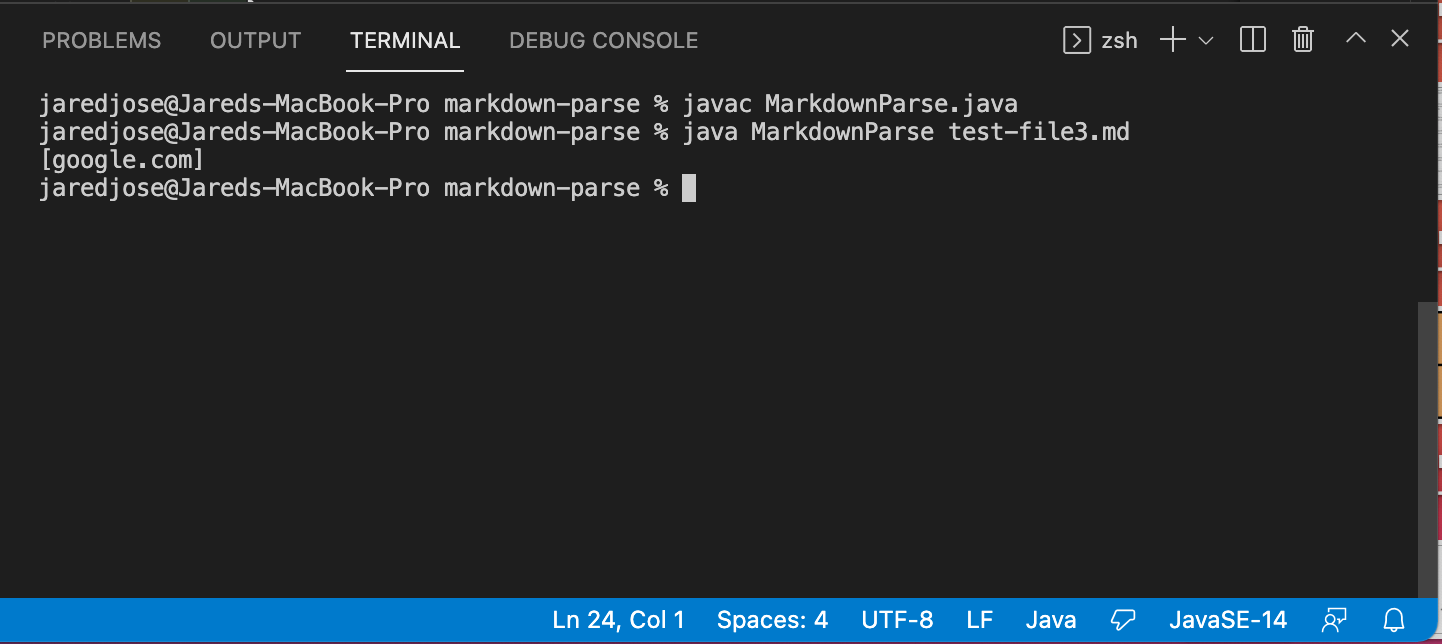 PROBLEMS OUTPUT TERMINAL DEBUG CONSOLE zsh
jaredjose@Jareds-MacBook-Pro markdown-parse % javac MarkdownParse.java
jaredjose@Jareds-MacBook-Pro markdown-parse % java MarkdownParse test-file3.md
[google.com]
jaredjose@Jareds-MacBook-Pro markdown-parse %
Ln 24, Col 1 Spaces: 4 UTF-8 LF Java JavaSE-14